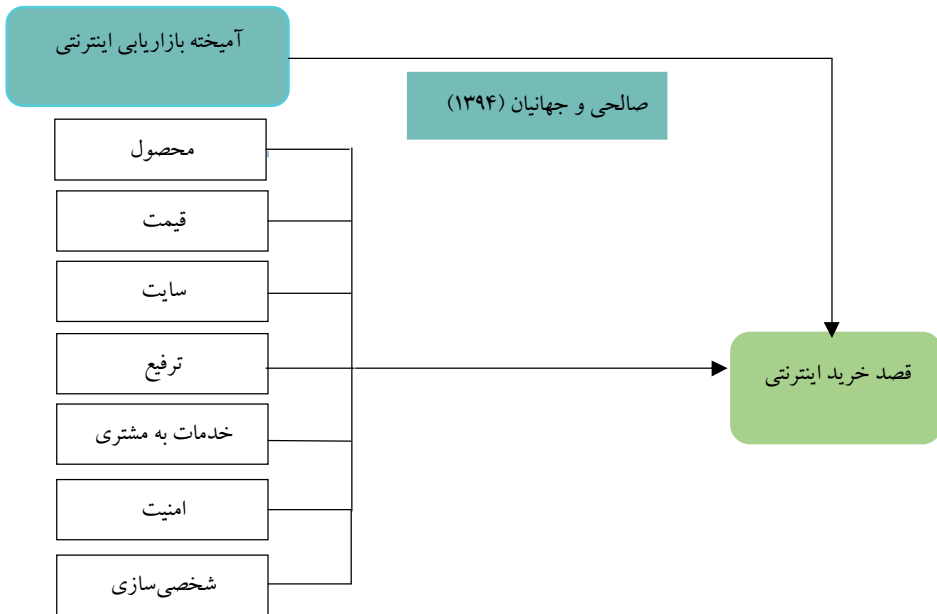 آمیخته بازاریابی اینترنتی
صالحی و جهانیان (۱۳۹۴)
محصول
قیمت
سایت
ترفیع
قصد خرید اینترنتی
خدمات به مشتری
امنیت
شخصی‌سازی